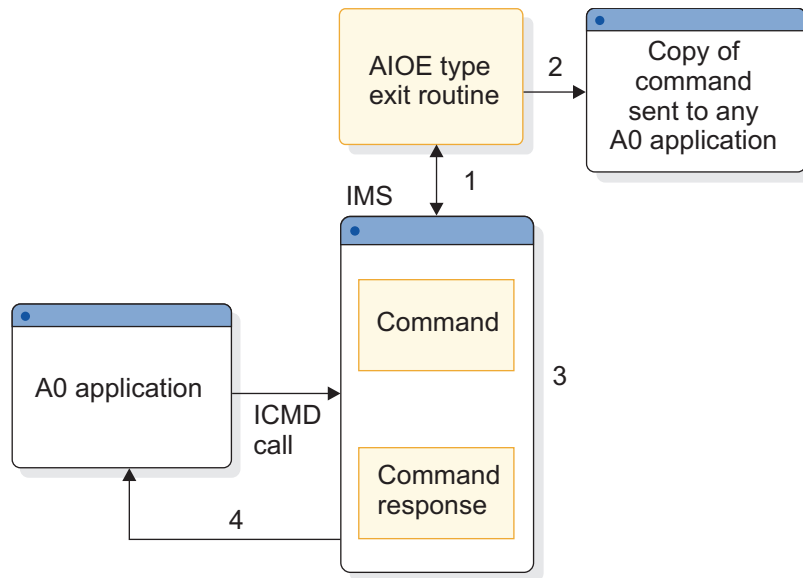 AIOE type
exit routine
2
Copy of
command
sent to any
A0 application
1
IMS
Command
3
A0 application
ICMD
call
Command
response
4